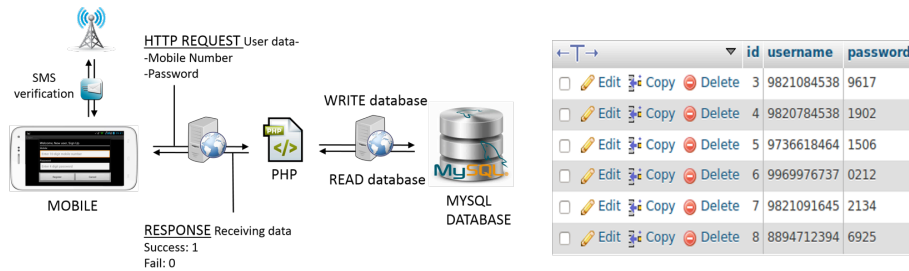 HTTP REQUEST User data-
-Mobile Number
-Password
SMS
verification
WRITE database
PHP
PHP
READ database
MySQL
MOBILE
MYSQL
DATABASE
RESPONSE Receiving data
Success: 1
Fail: 0
id username password
Edit Copy Delete 3 9821084538 9617
Edit Copy Delete 4 9820784538 1902
Edit Copy Delete 5 9736618464 1506
Edit Copy Delete 6 9969976737 0212
Edit Copy Delete 7 9821091645 2134
Edit Copy Delete 8 8894712394 6925